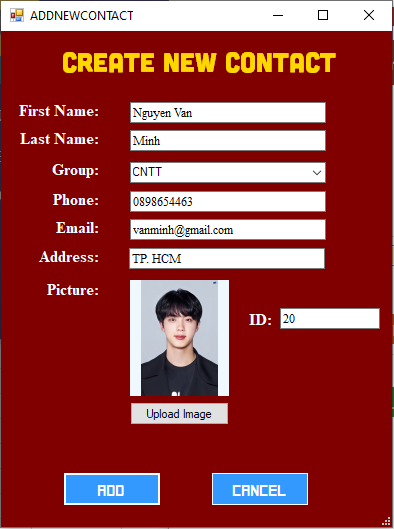 ADDNEWCONTACT
CREATE NEW CONTACT
First Name: Nguyen Van
Last Name: Minh
Group: CNTT
Phone: 0898654463
Email: vanminh@gmail.com
Address: TP. HCM
Picture:
ID: 20
Upload Image
ADD CANCEL